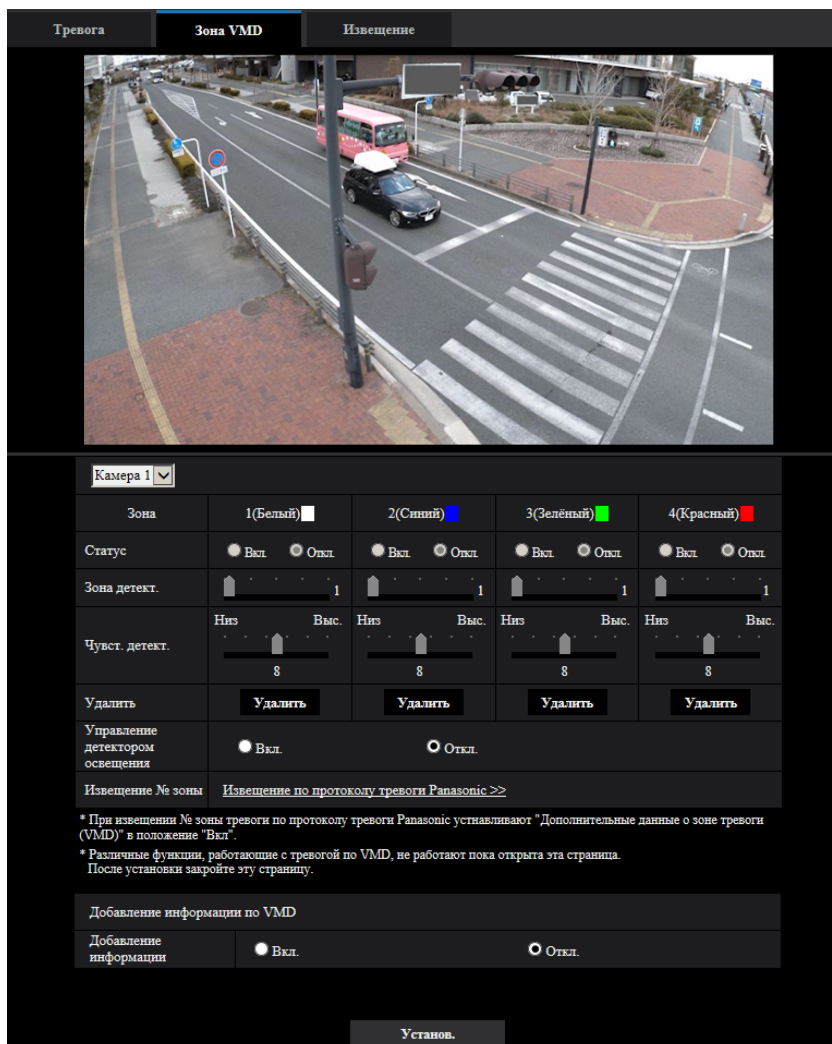 Тревога Зона VMD Извещение
Камера 1
Зона 1(Белый) 2(Синий) 3(Зелёный) 4(Красный)
Статус Вкл. Откл. Вкл. Откл. Вкл. Откл. Вкл. Откл.
Зона детект. 1 1 1 1
Чувст. детект. Низ Выс. Низ Выс. Низ Выс. Низ Выс.
8 8 8 8
Удалить Удалить Удалить Удалить Удалить
Управление
детектором
освещения
Вкл. Откл.
Извещение № зоны Извещение по протоколу тревоги Panasonic >>
* При извещении № зоны тревоги по протоколу тревоги Panasonic устнавливают "Дополнительные данные о зоне тревоги
(VMD)" в положение "Вкл".
* Различные функции, работающие с тревогой по VMD, не работают пока открыта эта страница.
После установки закройте эту страницу.
Добавление информации по VMD
Добавление
информации
Вкл. Откл.
Установ.